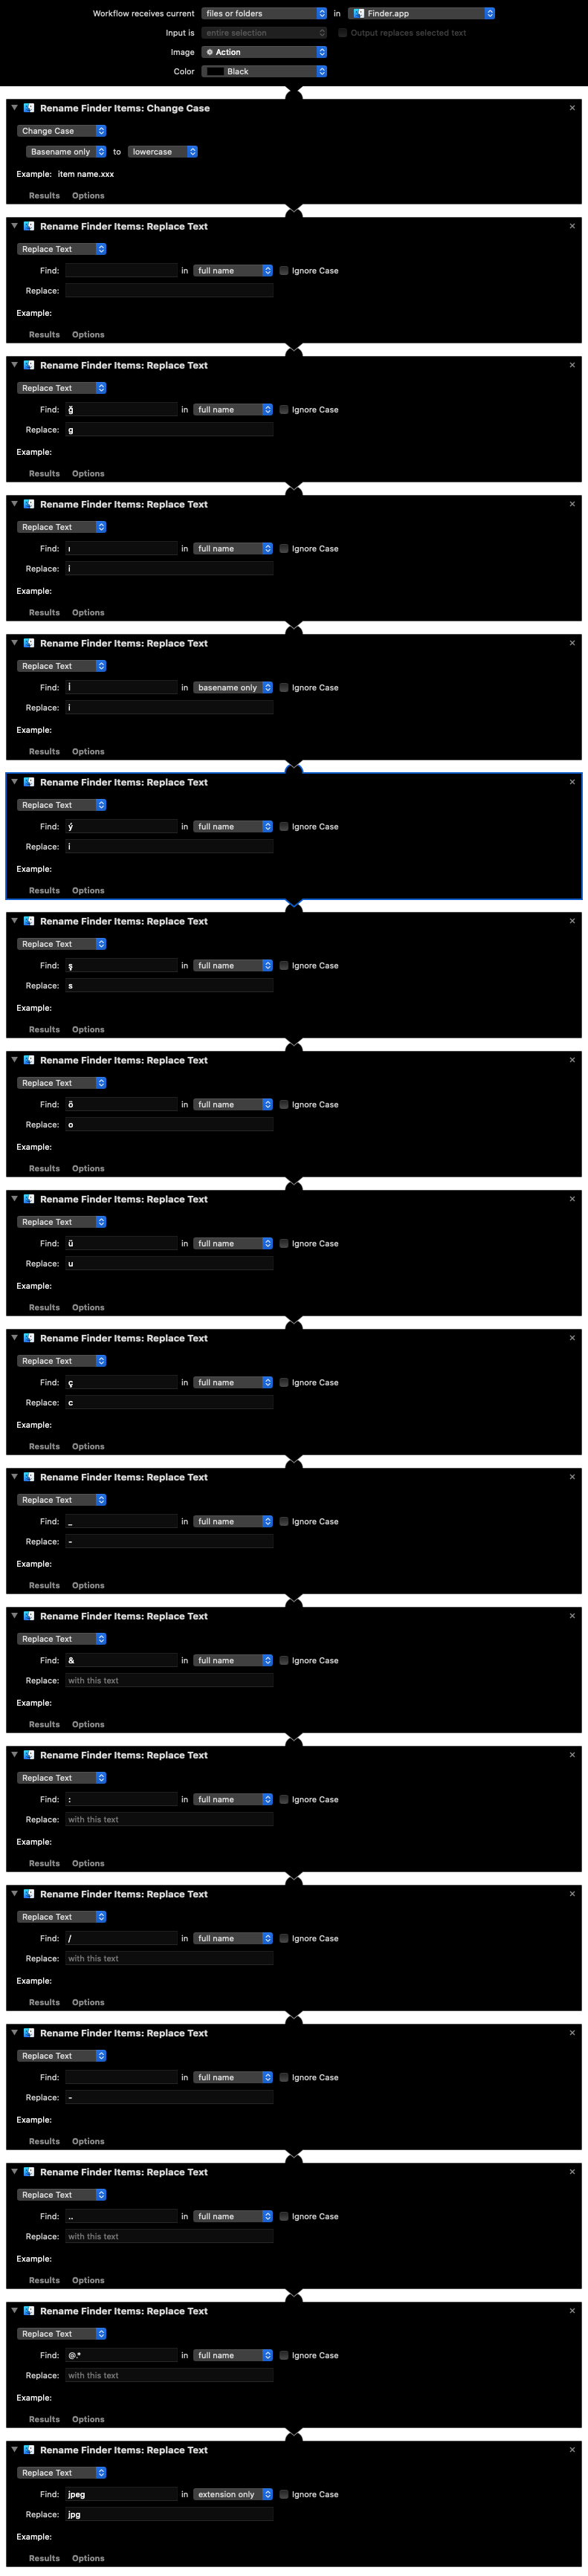 Workflow receives current files or folders in Finder.app
Input is entire selection Output replaces selected text
Image Action
Color Black
Rename Finder Items: Change Case
Change Case
Basename only to lowercase
Example: item name.xxx
Results Options
Rename Finder Items: Replace Text
Replace Text
Find: in full name Ignore Case
Replace:
Example:
Results Options
Rename Finder Items: Replace Text
Replace Text
Find: ğ in full name Ignore Case
Replace: g
Example:
Results Options
Rename Finder Items: Replace Text
Replace Text
Find: ı in full name Ignore Case
Replace: i
Example:
Results Options
Rename Finder Items: Replace Text
Replace Text
Find: İ in basename only Ignore Case
Replace: i
Example:
Results Options
Rename Finder Items: Replace Text
Replace Text
Find: ý in full name Ignore Case
Replace: i
Example:
Results Options
Rename Finder Items: Replace Text
Replace Text
Find: ş in full name Ignore Case
Replace: s
Example:
Results Options
Rename Finder Items: Replace Text
Replace Text
Find: ö in full name Ignore Case
Replace: o
Example:
Results Options
Rename Finder Items: Replace Text
Replace Text
Find: ü in full name Ignore Case
Replace: u
Example:
Results Options
Rename Finder Items: Replace Text
Replace Text
Find: ç in full name Ignore Case
Replace: c
Example:
Results Options
Rename Finder Items: Replace Text
Replace Text
Find: _ in full name Ignore Case
Replace: -
Example:
Results Options
Rename Finder Items: Replace Text
Replace Text
Find: & in full name Ignore Case
Replace: with this text
Example:
Results Options
Rename Finder Items: Replace Text
Replace Text
Find: : in full name Ignore Case
Replace: with this text
Example:
Results Options
Rename Finder Items: Replace Text
Replace Text
Find: / in full name Ignore Case
Replace: with this text
Example:
Results Options
Rename Finder Items: Replace Text
Replace Text
Find: in full name Ignore Case
Replace: -
Example:
Results Options
Rename Finder Items: Replace Text
Replace Text
Find: .. in full name Ignore Case
Replace: with this text
Example:
Results Options
Rename Finder Items: Replace Text
Replace Text
Find: @.* in full name Ignore Case
Replace: with this text
Example:
Results Options
Rename Finder Items: Replace Text
Replace Text
Find: jpeg in extension only Ignore Case
Replace: jpg
Example:
Results Options